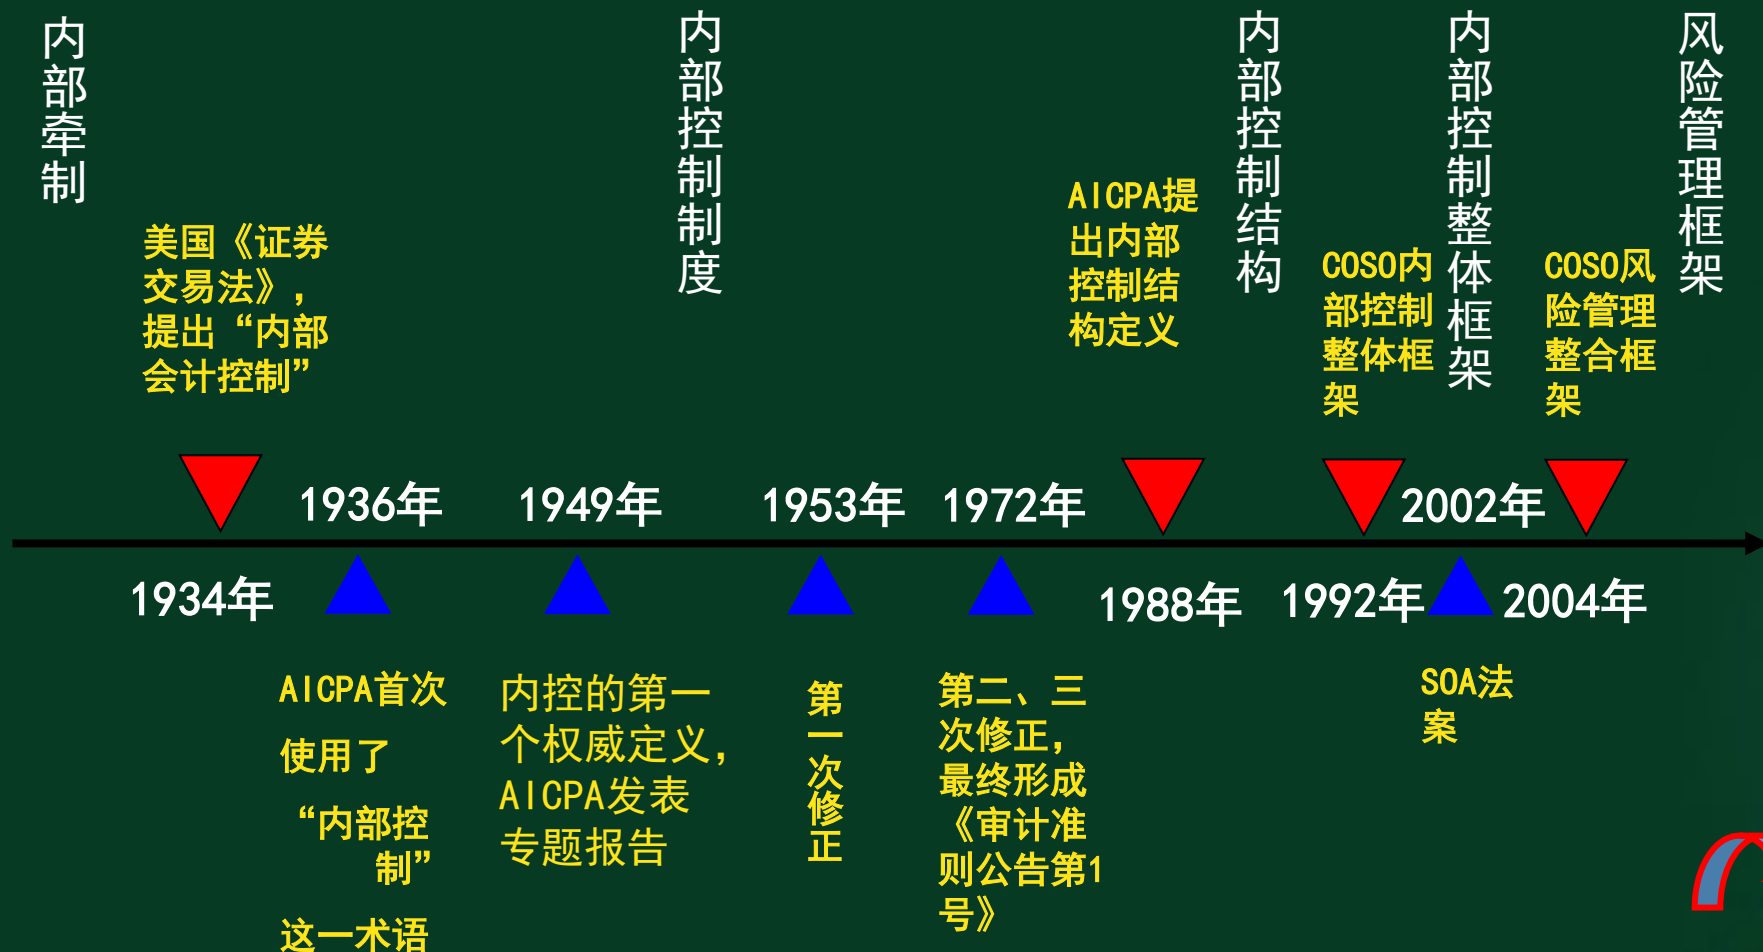 内部牵制
内部控制制度
内部控制结构
内部控制整体框架
风险管理框架
美国《证券
交易法》，
提出“内部
会计控制”
AICPA提
出内部
控制结
构定义
COSO内
部控制
整体框
架
COSO风
险管理
整合框
架
1936年
1949年
1953年
1972年
2002年
1934年
1988年
1992年
2004年
AICPA首次
使用了
“内部控
制”
这一术语
内控的第一
个权威定义，
AICPA发表
专题报告
第一次修正
第二、三
次修正，
最终形成
《审计准
则公告第1
号》
SOA法
案